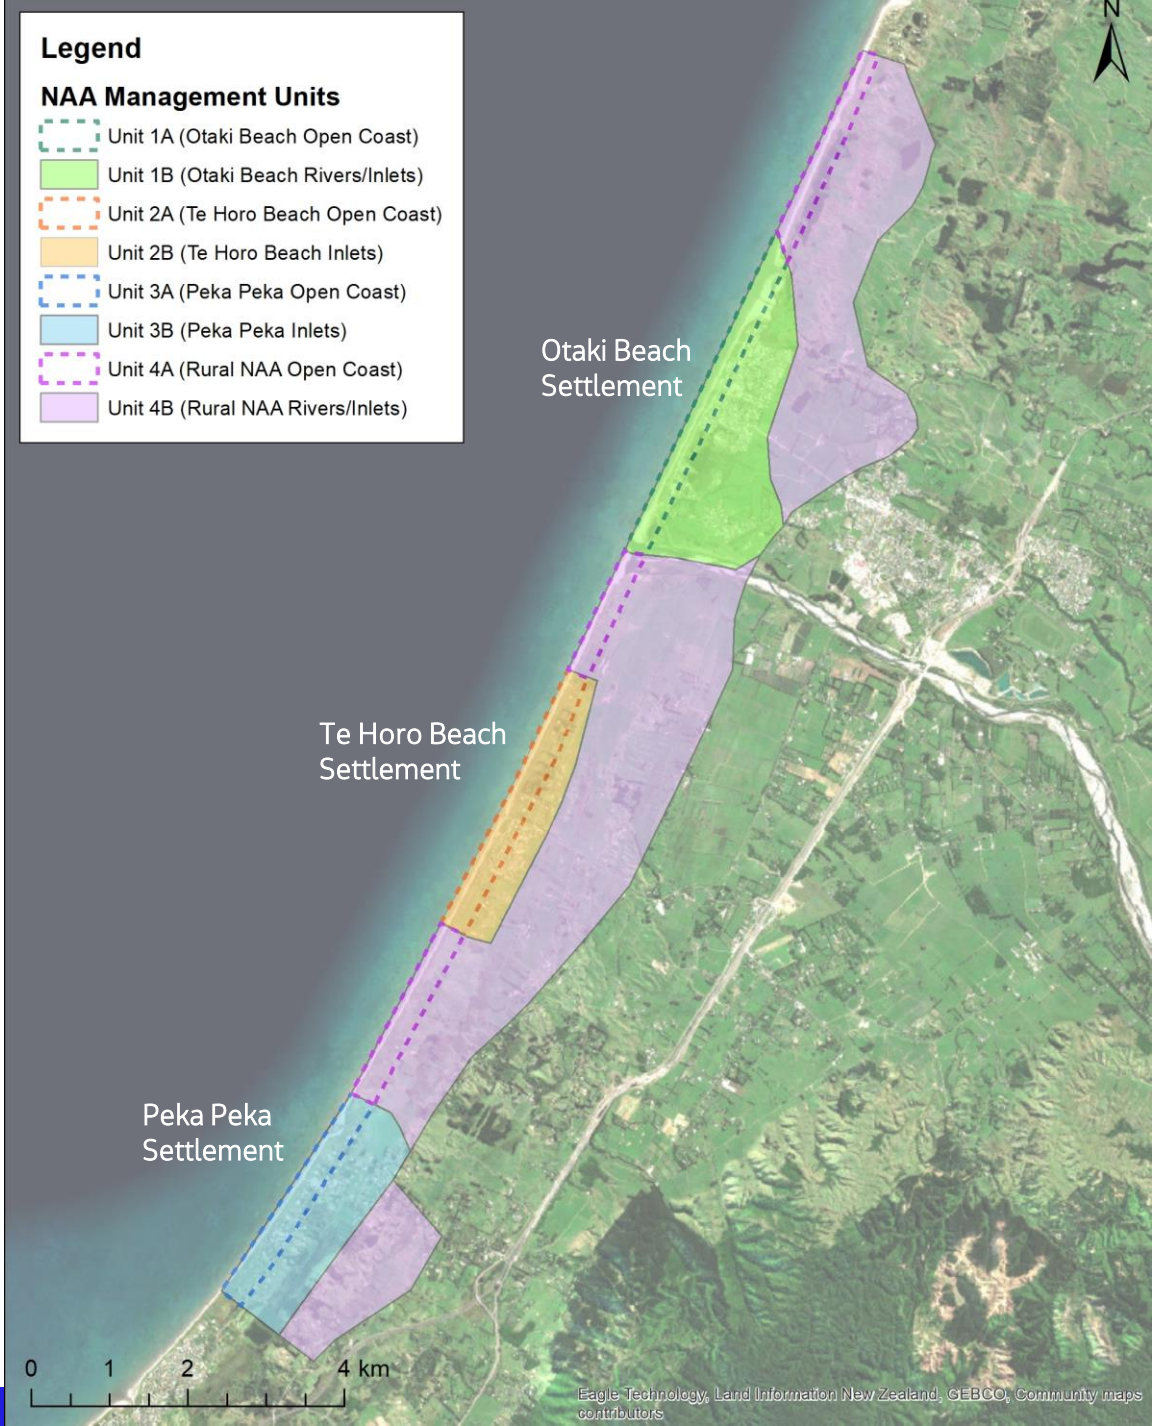 N
Legend
NAA Management Units
Unit 1A (Otaki Beach Open Coast)
Unit 1B (Otaki Beach Rivers/Inlets)
Unit 2A (Te Horo Beach Open Coast)
Unit 2B (Te Horo Beach Inlets)
Unit 3A (Peka Peka Open Coast)
Unit 3B (Peka Peka Inlets)
Unit 4A (Rural NAA Open Coast)
Unit 4B (Rural NAA Rivers/Inlets)
Otaki Beach
Settlement
Te Horo Beach
Settlement
Peka Peka
Settlement
0 1 2 4 km
Eagle Technology, Land Information New Zealand, GEBCO, Community maps
contributors